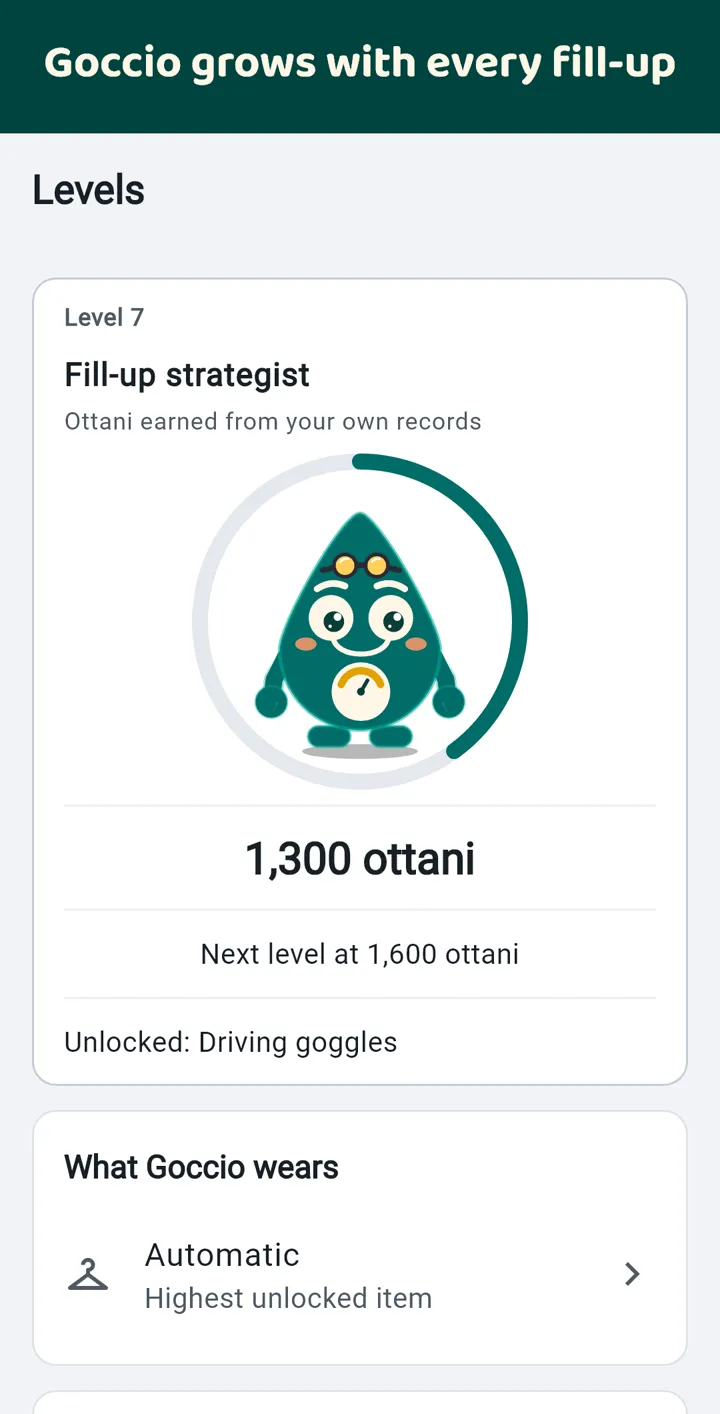 Goccio grows with every fill-up
Levels
Level 7
Fill-up strategist
Ottani earned from your own records
1,300 ottani
Next level at 1,600 ottani
Unlocked: Driving goggles
What Goccio wears
Automatic
Highest unlocked item